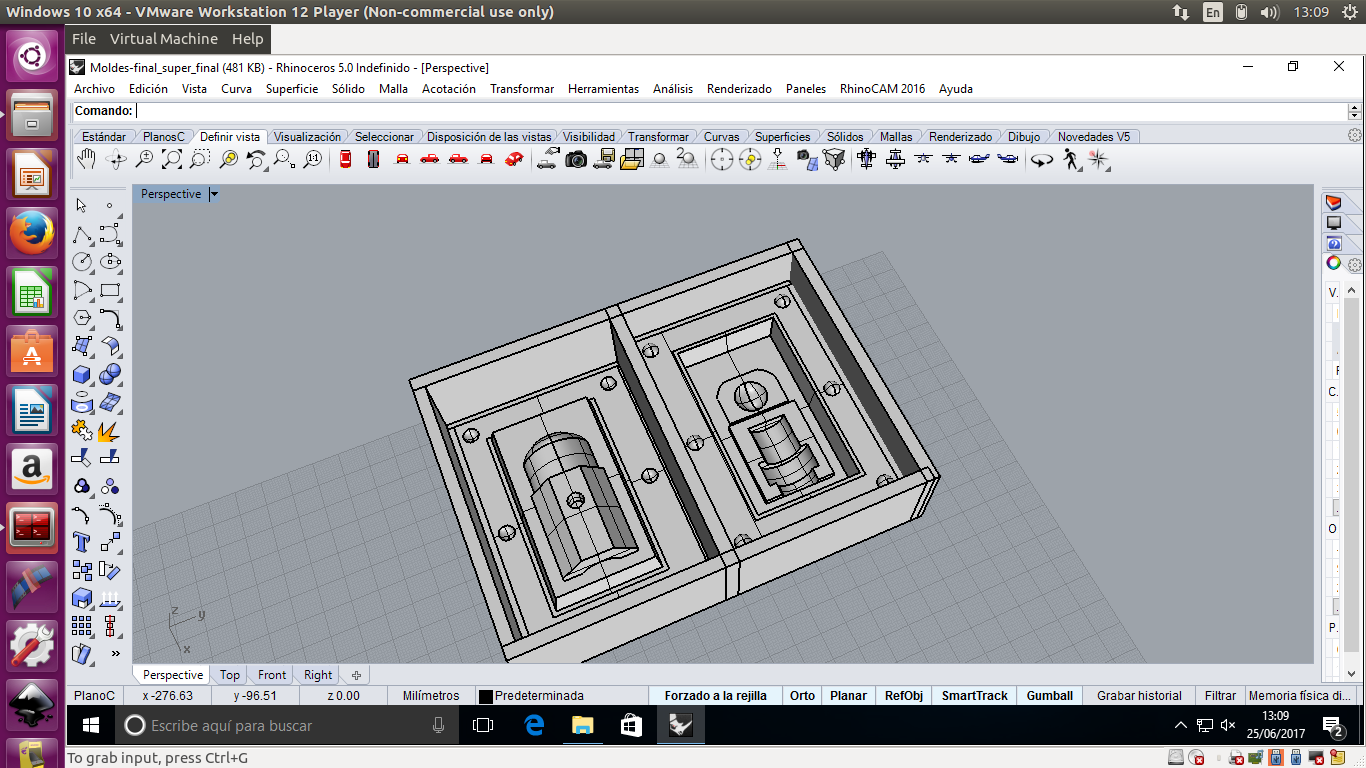 Windows 10 x64 - VMware Workstation 12 Player (Non-commercial use only)
En
13:09
File Virtual Machine Help
Moldes-final_super_final (481 KB) - Rhinoceros 5.0 Indefinido - [Perspective]
Archivo Edición Vista Curva Superficie Sólido Malla Acotación Transformar Herramientas Análisis Renderizado Paneles RhinoCAM 2016 Ayuda
Comando:
Estándar PlanosC Definir vista Visualización Seleccionar Disposición de las vistas Visibilidad Transformar Curvas Superficies Sólidos Mallas Renderizado Dibujo Novedades V5
Perspective
V.
C.
O
P.
z
y
x
Perspective Top Front Right
PlanoC x -276.63 y -96.51 z 0.00 Milímetros Predeterminada Forzado a la rejilla Orto Planar RefObj SmartTrack Gumball Grabar historial Filtrar Memoria física di...
Escribe aquí para buscar
13:09
25/06/2017
2
To grab input, press Ctrl+G